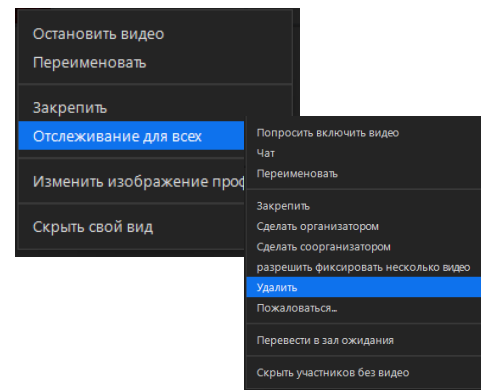 Остановить видео
Переименовать
Закрепить
Отслеживание для всех
Изменить изображение
Скрыть свой вид
Попросить включить видео
Чат
Переименовать
Закрепить
Сделать организатором
Сделать соорганизатором
разрешить фиксировать несколько видео
Удалить
Пожаловаться...
Перевести в зал ожидания
Скрыть участников без видео